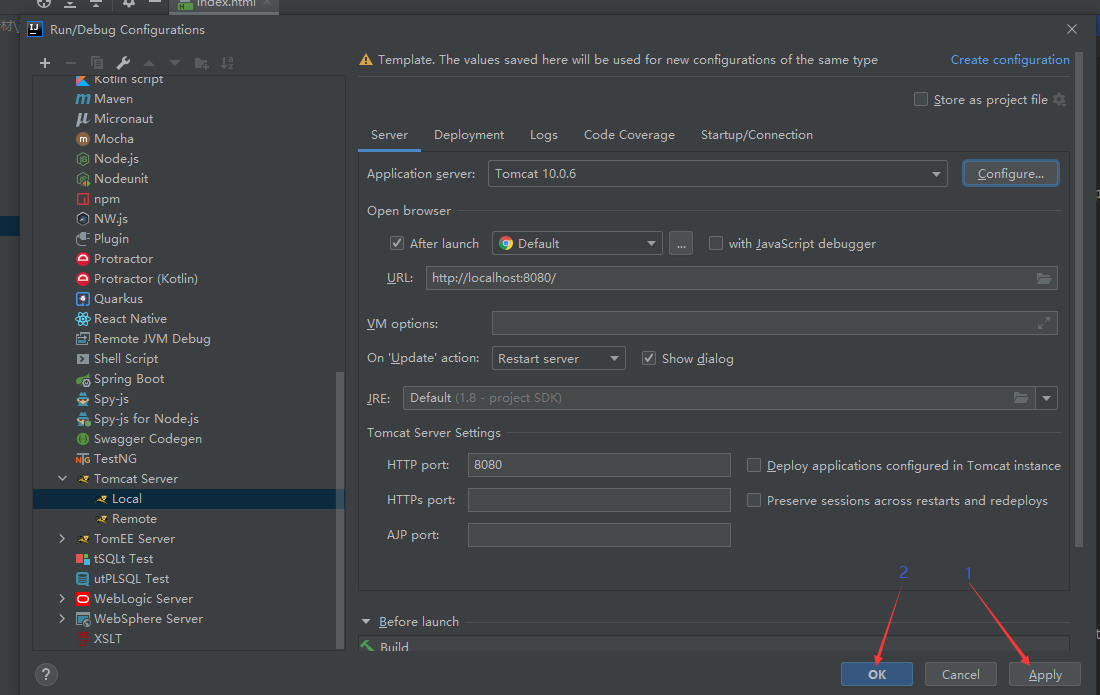 index.html
材\
Run/Debug Configurations
Template. The values saved here will be used for new configurations of the same type
Create configuration
Store as project file
Kotlin script
Maven
Micronaut
Mocha
Node.js
Nodeunit
npm
NW.js
Plugin
Protractor
Protractor (Kotlin)
Quarkus
React Native
Remote JVM Debug
Shell Script
Spring Boot
Spy-js
Spy-js for Node.js
Swagger Codegen
TestNG
Tomcat Server
Local
Remote
TomEE Server
tSQLt Test
utPLSQL Test
WebLogic Server
WebSphere Server
XSLT
Server Deployment Logs Code Coverage Startup/Connection
Application server: Tomcat 10.0.6 Configure...
Open browser
After launch Default ... with JavaScript debugger
URL: http://localhost:8080/
VM options:
On 'Update' action: Restart server Show dialog
JRE: Default (1.8 - project SDK)
Tomcat Server Settings
HTTP port: 8080 Deploy applications configured in Tomcat instance
HTTPs port: Preserve sessions across restarts and redeploys
AJP port:
2 1
Before launch
Build
? OK Cancel Apply